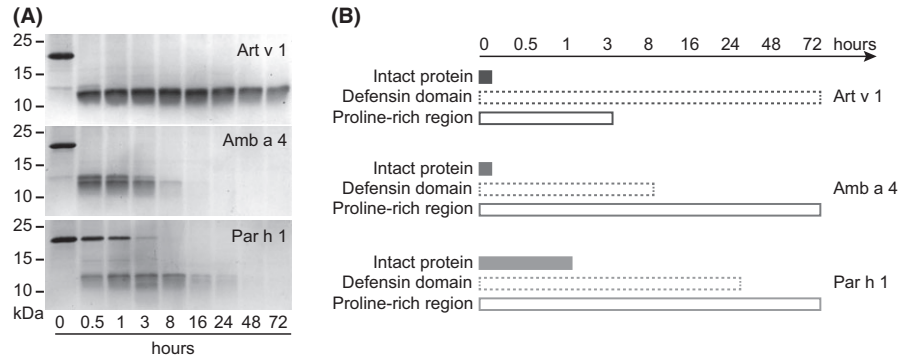 (A)
25
Art v 1
15
10
25
Amb a 4
15
10
25
Par h 1
15
10
kDa
0 0.5 1 3 8 16 24 48 72
hours
(B)
0 0.5 1 3 8 16 24 48 72 hours
Intact protein
Defensin domain Art v 1
Proline-rich region
Intact protein
Defensin domain Amb a 4
Proline-rich region
Intact protein
Defensin domain Par h 1
Proline-rich region